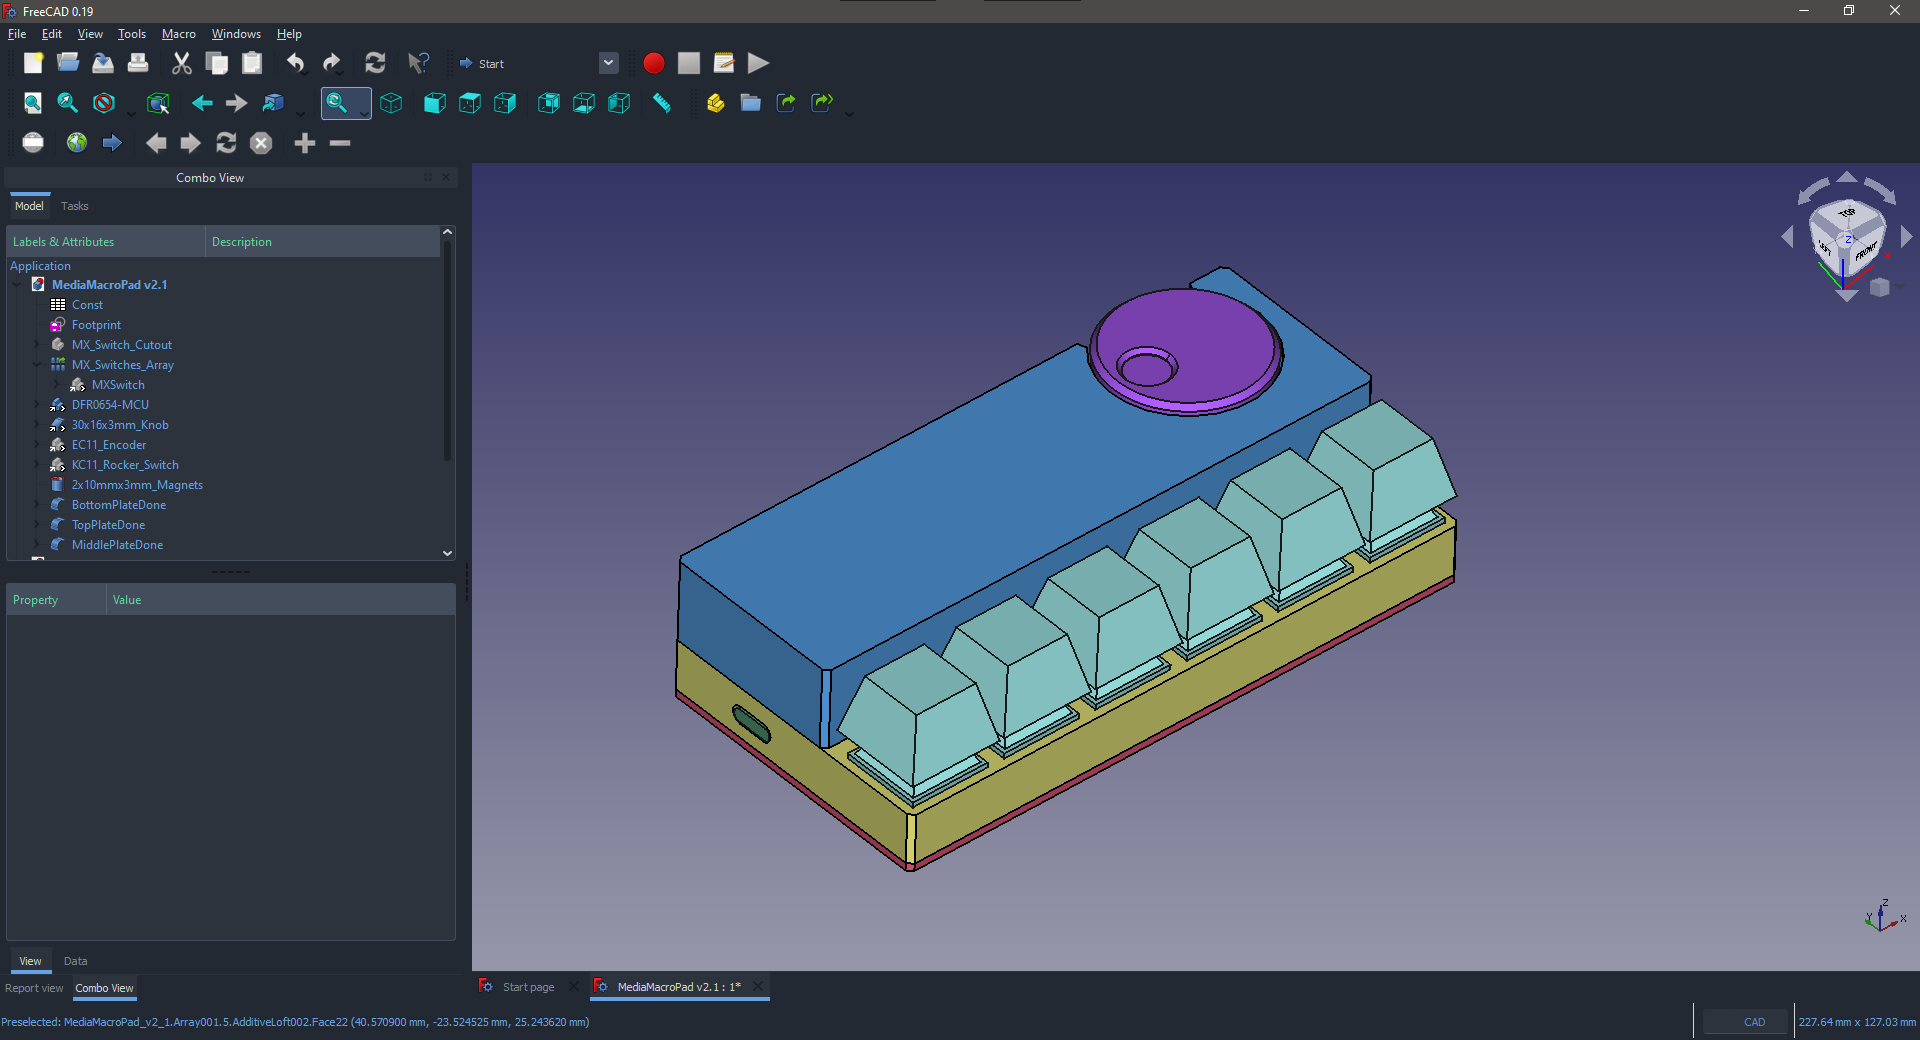 FreeCAD 0.19
File Edit View Tools Macro Windows Help
Start
Combo View
Model Tasks
Labels & Attributes Description
Application
MediaMacroPad v2.1
Const
Footprint
MX_Switch_Cutout
MX_Switches_Array
MXSwitch
DFR0654-MCU
30x16x3mm_Knob
EC11_Encoder
KC11_Rocker_Switch
2x10mmx3mm_Magnets
BottomPlateDone
TopPlateDone
MiddlePlateDone
Property Value
View Data
Report view Combo View
TOP
FRONT
Z
Z
Y
X
Start page
MediaMacroPad v2.1 : 1*
Preselected: MediaMacroPad_v2_1.Array001.5.AdditiveLoft002.Face22 (40.570900 mm, -23.524525 mm, 25.243620 mm)
CAD
227.64 mm x 127.03 mm